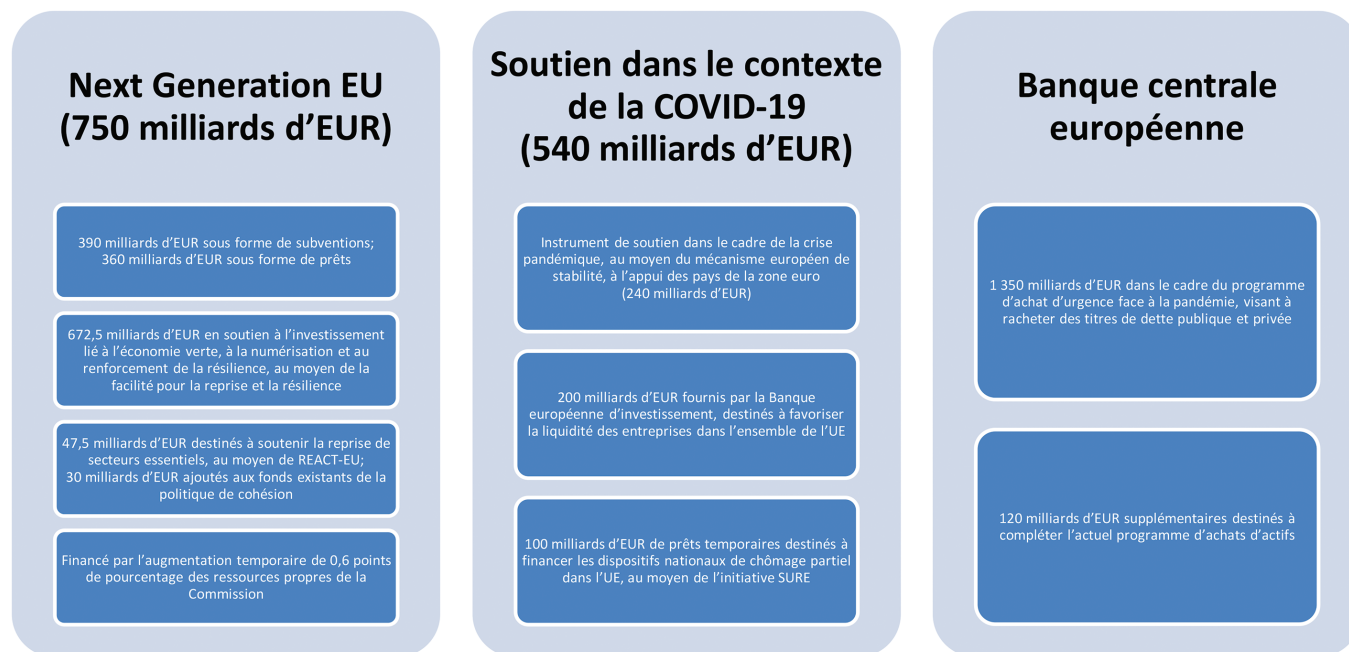 Next Generation EU
(750 milliards d’EUR)
390 milliards d’EUR sous forme de subventions;
360 milliards d’EUR sous forme de prêts
672,5 milliards d’EUR en soutien à l’investissement
lié à l’économie verte, à la numérisation et au
renforcement de la résilience, au moyen de la
facilité pour la reprise et la résilience
47,5 milliards d’EUR destinés à soutenir la reprise de
secteurs essentiels, au moyen de REACT-EU;
30 milliards d’EUR ajoutés aux fonds existants de la
politique de cohésion
Financé par l’augmentation temporaire de 0,6 points
de pourcentage des ressources propres de la
Commission
Soutien dans le contexte
de la COVID-19
(540 milliards d’EUR)
Instrument de soutien dans le cadre de la crise
pandémique, au moyen du mécanisme européen de
stabilité, à l’appui des pays de la zone euro
(240 milliards d’EUR)
200 milliards d’EUR fournis par la Banque
européenne d’investissement, destinés à favoriser
la liquidité des entreprises dans l’ensemble de l’UE
100 milliards d’EUR de prêts temporaires destinés à
financer les dispositifs nationaux de chômage partiel
dans l’UE, au moyen de l’initiative SURE
Banque centrale
européenne
1 350 milliards d’EUR dans le cadre du programme
d’achat d’urgence face à la pandémie, visant à
racheter des titres de dette publique et privée
120 milliards d’EUR supplémentaires destinés à
compléter l’actuel programme d’achats d’actifs